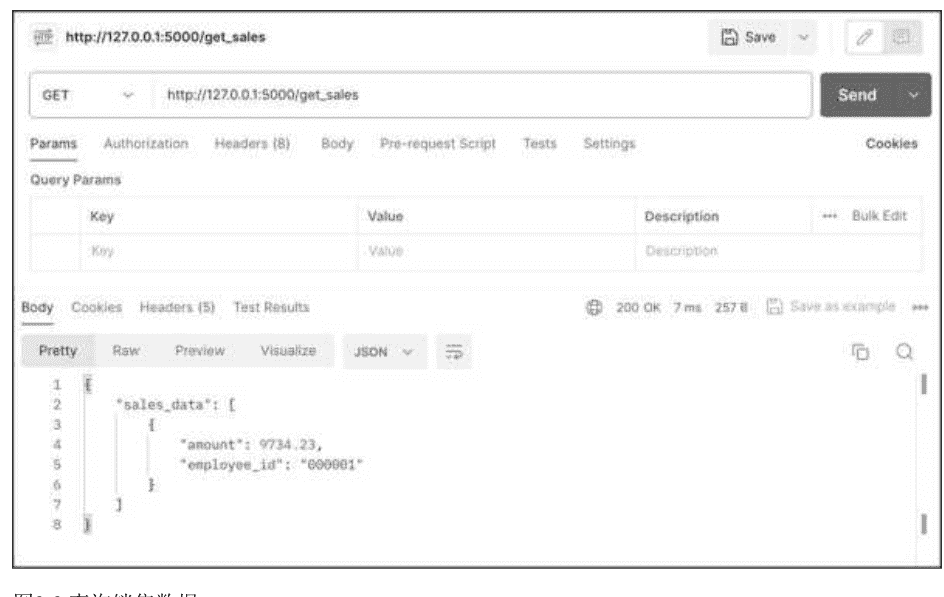 http://127.0.0.1:5000/get_sales Save
GET http://127.0.0.1:5000/get_sales Send
Params Authorization Headers (8) Body Pre-request Script Tests Settings Cookies
Query Params
Key Value Description Bulk Edit
Key Value Description
Body Cookies Headers (5) Test Results 200 OK 7 ms 257 B Save as example
Pretty Raw Preview Visualize JSON
1 {
2 "sales_data": [
3 {
4 "amount": 9734.23,
5 "employee_id": "000001"
6 }
7 ]
8 }